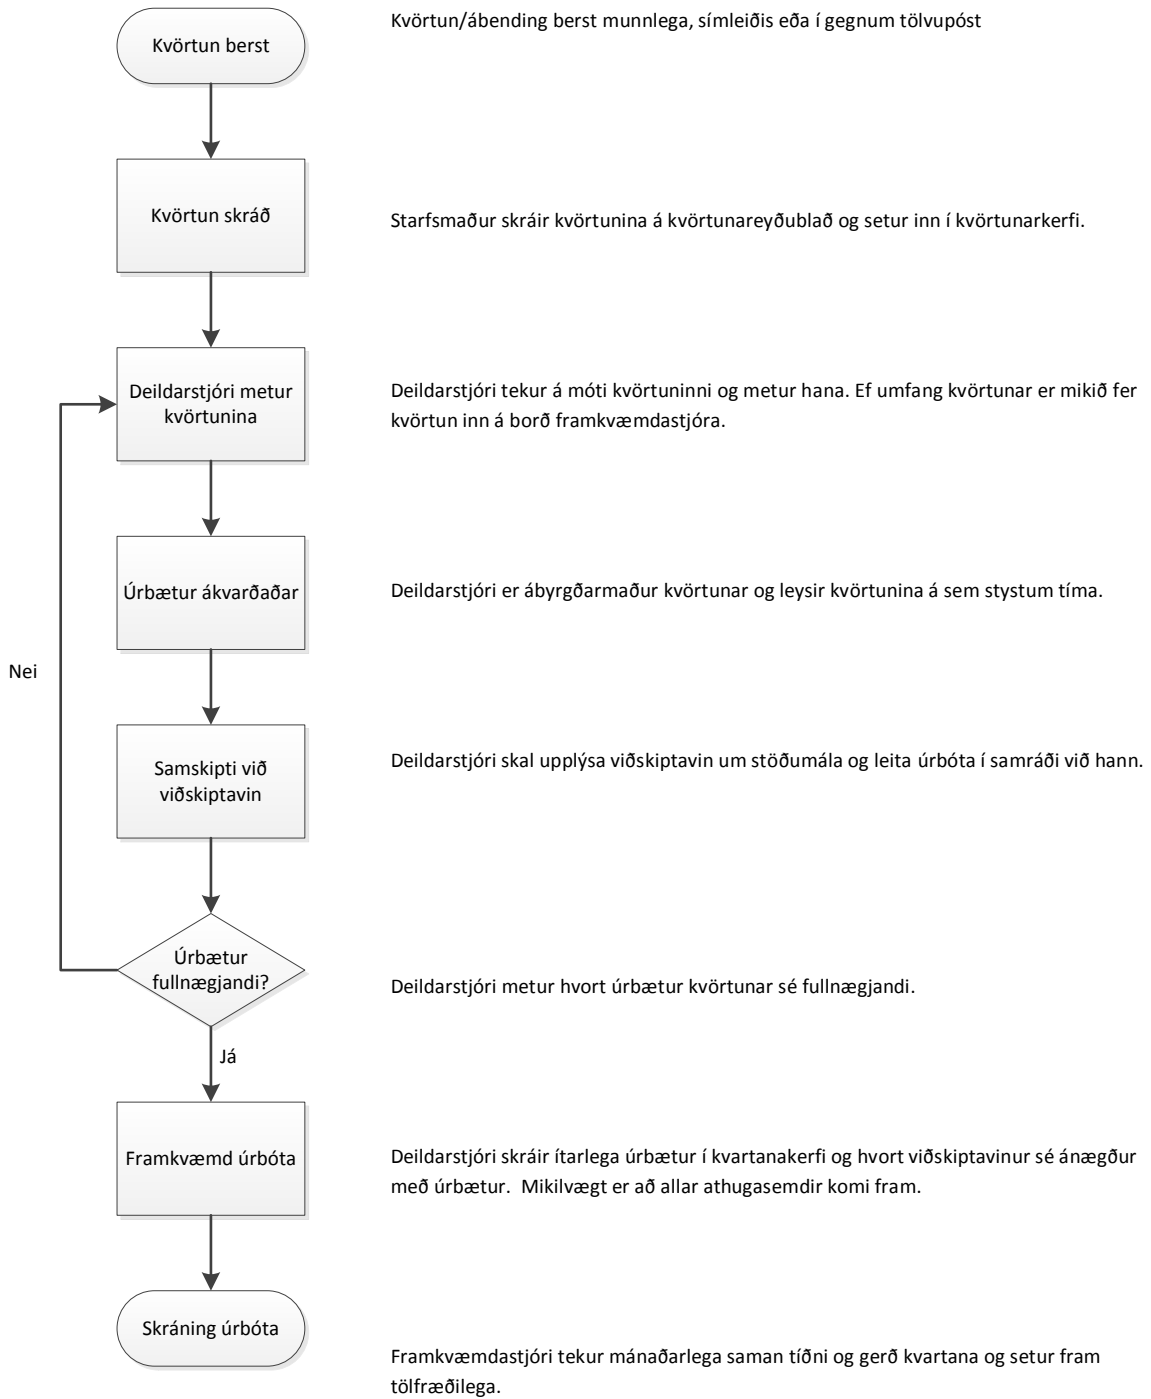 Kvörtun berst
Kvörtun/ábending berst munnlega, símleiðis eða í gegnum tölvupóst
Kvörtun skráð
Starfsmaður skráir kvörtunina á kvörtunareyðublað og setur inn í kvörtunarkerfi.
Deildarstjóri metur
kvörtunina
Deildarstjóri tekur á móti kvörtuninni og metur hana. Ef umfang kvörtunar er mikið fer
kvörtun inn á borð framkvæmdastjóra.
Úrbætur ákvarðaðar
Deildarstjóri er ábyrgðarmaður kvörtunar og leysir kvörtunina á sem stystum tíma.
Nei
Samskipti við
viðskiptavin
Deildarstjóri skal upplýsa viðskiptavin um stöðumála og leita úrbóta í samráði við hann.
Úrbætur
fullnægjandi?
Deildarstjóri metur hvort úrbætur kvörtunar sé fullnægjandi.
Já
Framkvæmd úrbóta
Deildarstjóri skráir ítarlega úrbætur í kvartanakerfi og hvort viðskiptavinur sé ánægður
með úrbætur. Mikilvægt er að allar athugasemdir komi fram.
Skráning úrbóta
Framkvæmdastjóri tekur mánaðarlega saman tíðni og gerð kvartana og setur fram
tölfræðilega.